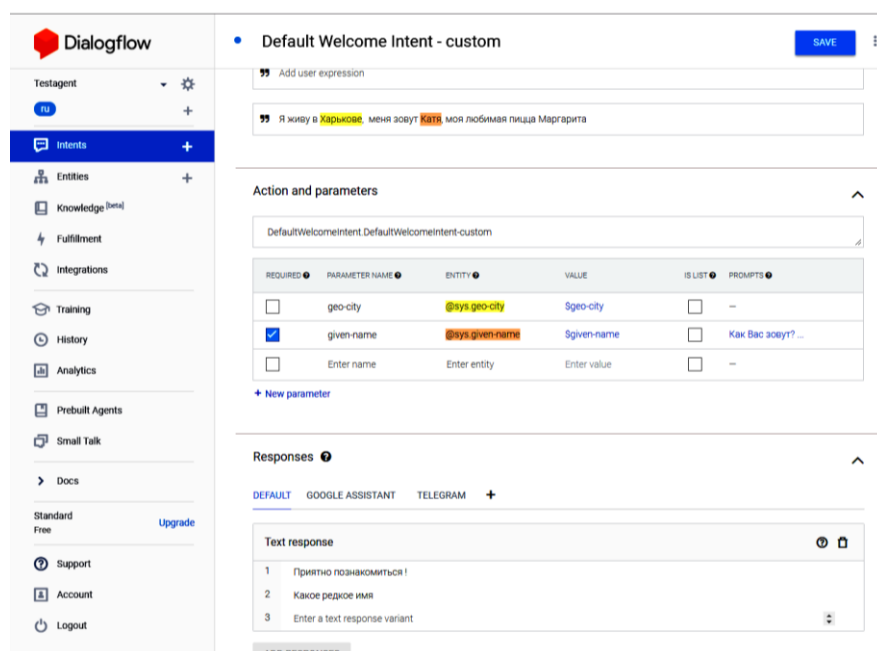 Dialogflow
Default Welcome Intent - custom
SAVE
Testagent
ru
Intents
Entities
Knowledge [beta]
Fulfillment
Integrations
Training
History
Analytics
Prebuilt Agents
Small Talk
Docs
Standard
Free
Upgrade
Support
Account
Logout
Add user expression
Я живу в Харькове, меня зовут Катя, моя любимая пицца Маргарита
Action and parameters
DefaultWelcomeIntent.DefaultWelcomeIntent-custom
REQUIRED PARAMETER NAME ENTITY VALUE IS LIST PROMPTS
geo-city @sys.geo-city $geo-city –
given-name @sys.given-name $given-name Как Вас зовут? ...
Enter name Enter entity Enter value –
+ New parameter
Responses
DEFAULT GOOGLE ASSISTANT TELEGRAM +
Text response
1 Приятно познакомиться !
2 Какое редкое имя
3 Enter a text response variant